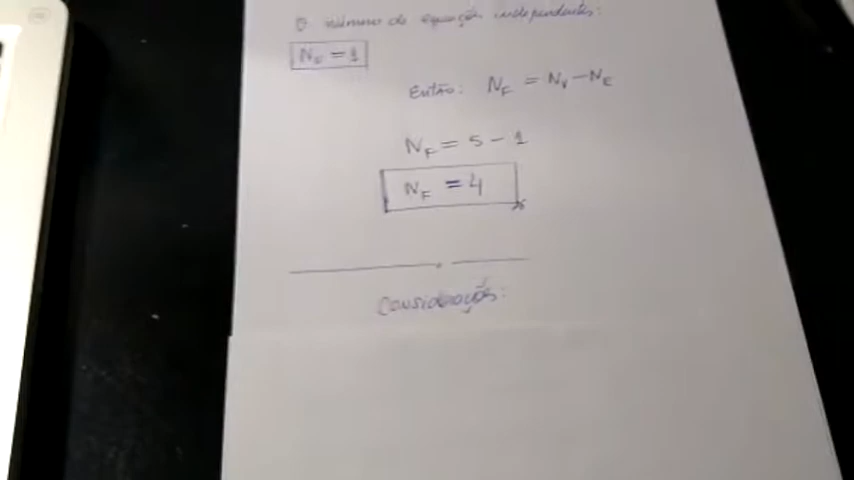 O número de equações independentes:
N_E = 1
Então: N_F = N_V - N_E
N_F = 5 - 1
N_F = 4
Considerações: